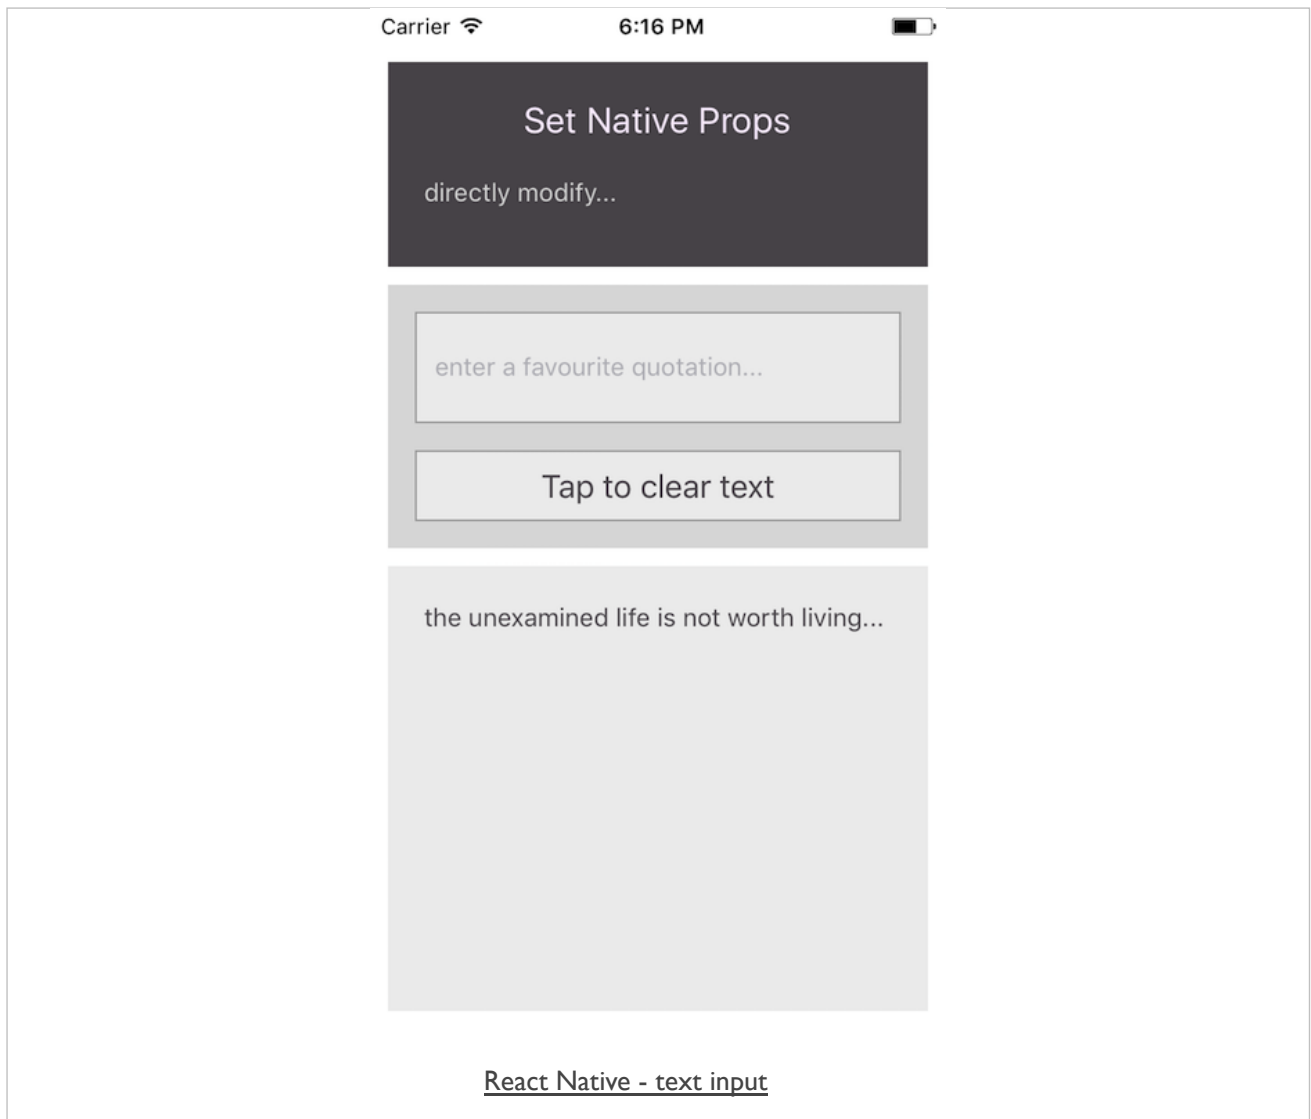 Carrier 6:16 PM
Set Native Props
directly modify...
enter a favourite quotation...
Tap to clear text
the unexamined life is not worth living...
React Native - text input